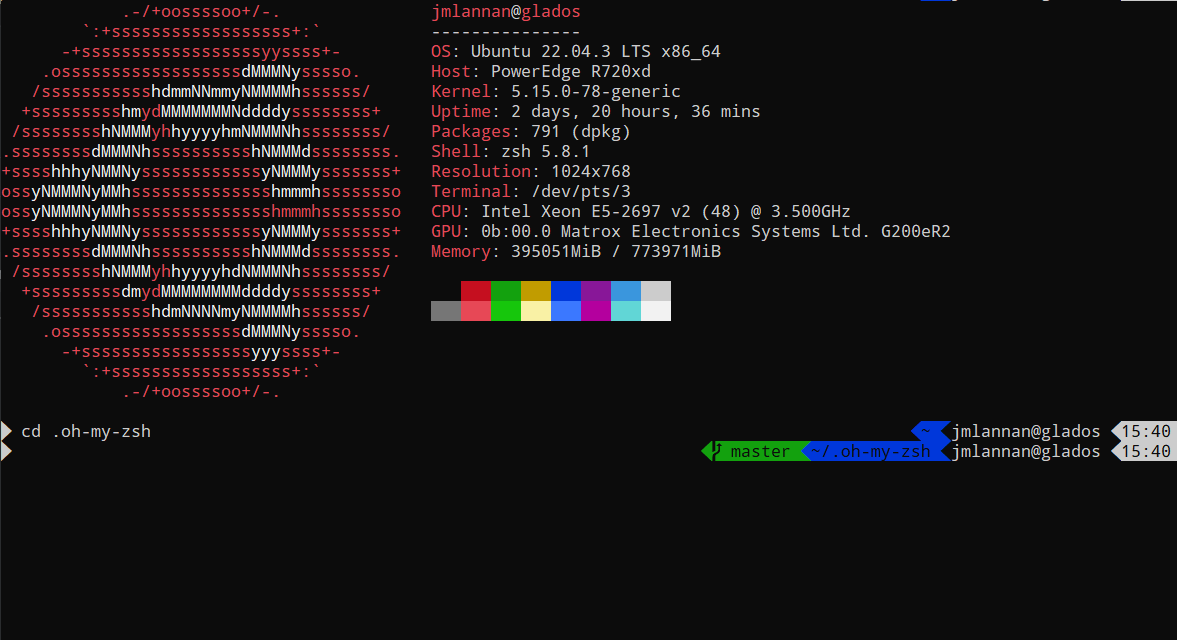 .-/+oossssoo+/-.               jmlannan@glados
        `:+ssssssssssssssssss+:`           ---------------
      -+ssssssssssssssssssyyssss+-         OS: Ubuntu 22.04.3 LTS x86_64
    .ossssssssssssssssssdMMMNysssso.       Host: PowerEdge R720xd
   /ssssssssssshdmmNNmmyNMMMMhssssss/      Kernel: 5.15.0-78-generic
  +ssssssssshmydMMMMMMMNddddyssssssss+     Uptime: 2 days, 20 hours, 36 mins
 /sssssssshNMMMyhhyyyyhmNMMMNhssssssss/    Packages: 791 (dpkg)
.ssssssssdMMMNhsssssssssshNMMMdssssssss.   Shell: zsh 5.8.1
+sssshhhyNMMNyssssssssssssyNMMMysssssss+   Resolution: 1024x768
ossyNMMMNyMMhsssssssssssssshmmmhssssssso   Terminal: /dev/pts/3
ossyNMMMNyMMhsssssssssssssshmmmhssssssso   CPU: Intel Xeon E5-2697 v2 (48) @ 3.500GHz
+sssshhhyNMMNyssssssssssssyNMMMysssssss+   GPU: 0b:00.0 Matrox Electronics Systems Ltd. G200eR2
.ssssssssdMMMNhsssssssssshNMMMdssssssss.   Memory: 395051MiB / 773971MiB
 /sssssssshNMMMyhhyyyyhdNMMMNhssssssss/
  +sssssssssdmydMMMMMMMMddddyssssssss+
   /ssssssssssshdmNNNNmyNMMMMhssssss/
    .ossssssssssssssssssdMMMNysssso.
      -+sssssssssssssssssyyyssss+-
        `:+ssssssssssssssssss+:`
            .-/+oossssoo+/-.
cd .oh-my-zsh ~ jmlannan@glados 15:40
master ~/.oh-my-zsh jmlannan@glados 15:40